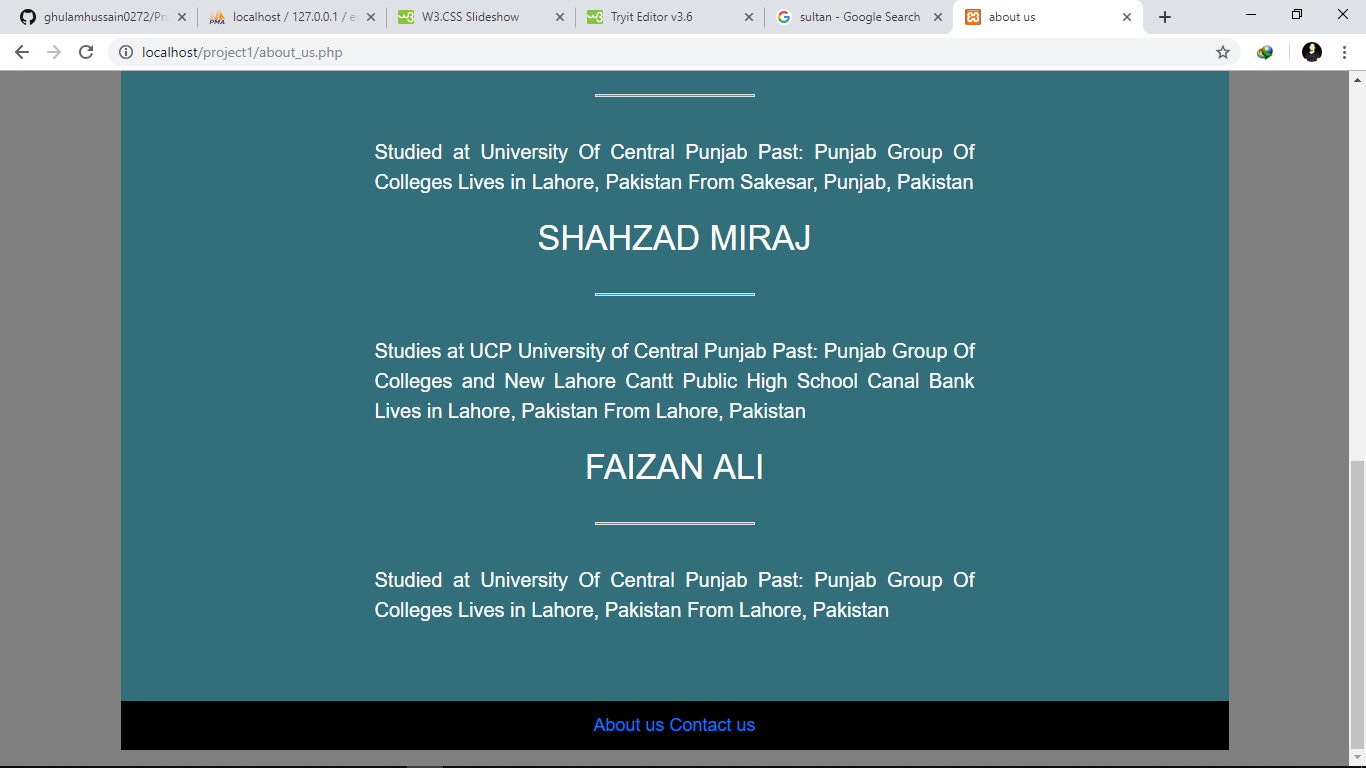 ghulamhussain0272/Pr
localhost / 127.0.0.1 / e
W3.CSS Slideshow
Tryit Editor v3.6
sultan - Google Search
about us
localhost/project1/about_us.php
Studied at University Of Central Punjab Past: Punjab Group Of
Colleges Lives in Lahore, Pakistan From Sakesar, Punjab, Pakistan
SHAHZAD MIRAJ
Studies at UCP University of Central Punjab Past: Punjab Group Of
Colleges and New Lahore Cantt Public High School Canal Bank
Lives in Lahore, Pakistan From Lahore, Pakistan
FAIZAN ALI
Studied at University Of Central Punjab Past: Punjab Group Of
Colleges Lives in Lahore, Pakistan From Lahore, Pakistan
About us Contact us